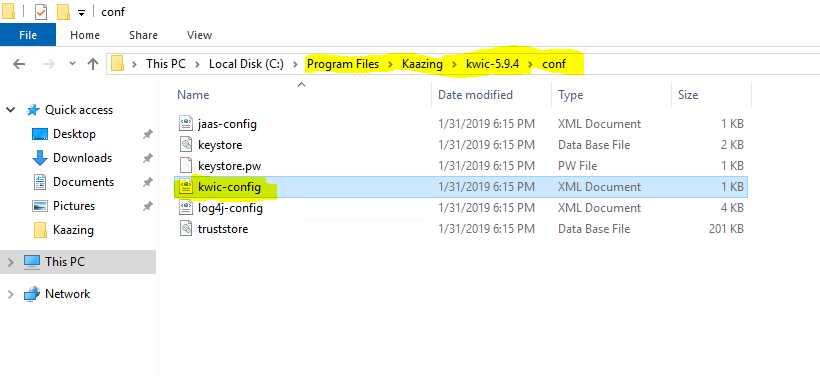 conf
File Home Share View
This PC Local Disk (C:) Program Files Kaazing kwic-5.9.4 conf
Name Date modified Type Size
Quick access
Desktop
Downloads
Documents
Pictures
Kaazing
This PC
Network
jaas-config 1/31/2019 6:15 PM XML Document 1 KB
keystore 1/31/2019 6:15 PM Data Base File 2 KB
keystore.pw 1/31/2019 6:15 PM PW File 1 KB
kwic-config 1/31/2019 6:15 PM XML Document 1 KB
log4j-config 1/31/2019 6:15 PM XML Document 4 KB
truststore 1/31/2019 6:15 PM Data Base File 201 KB